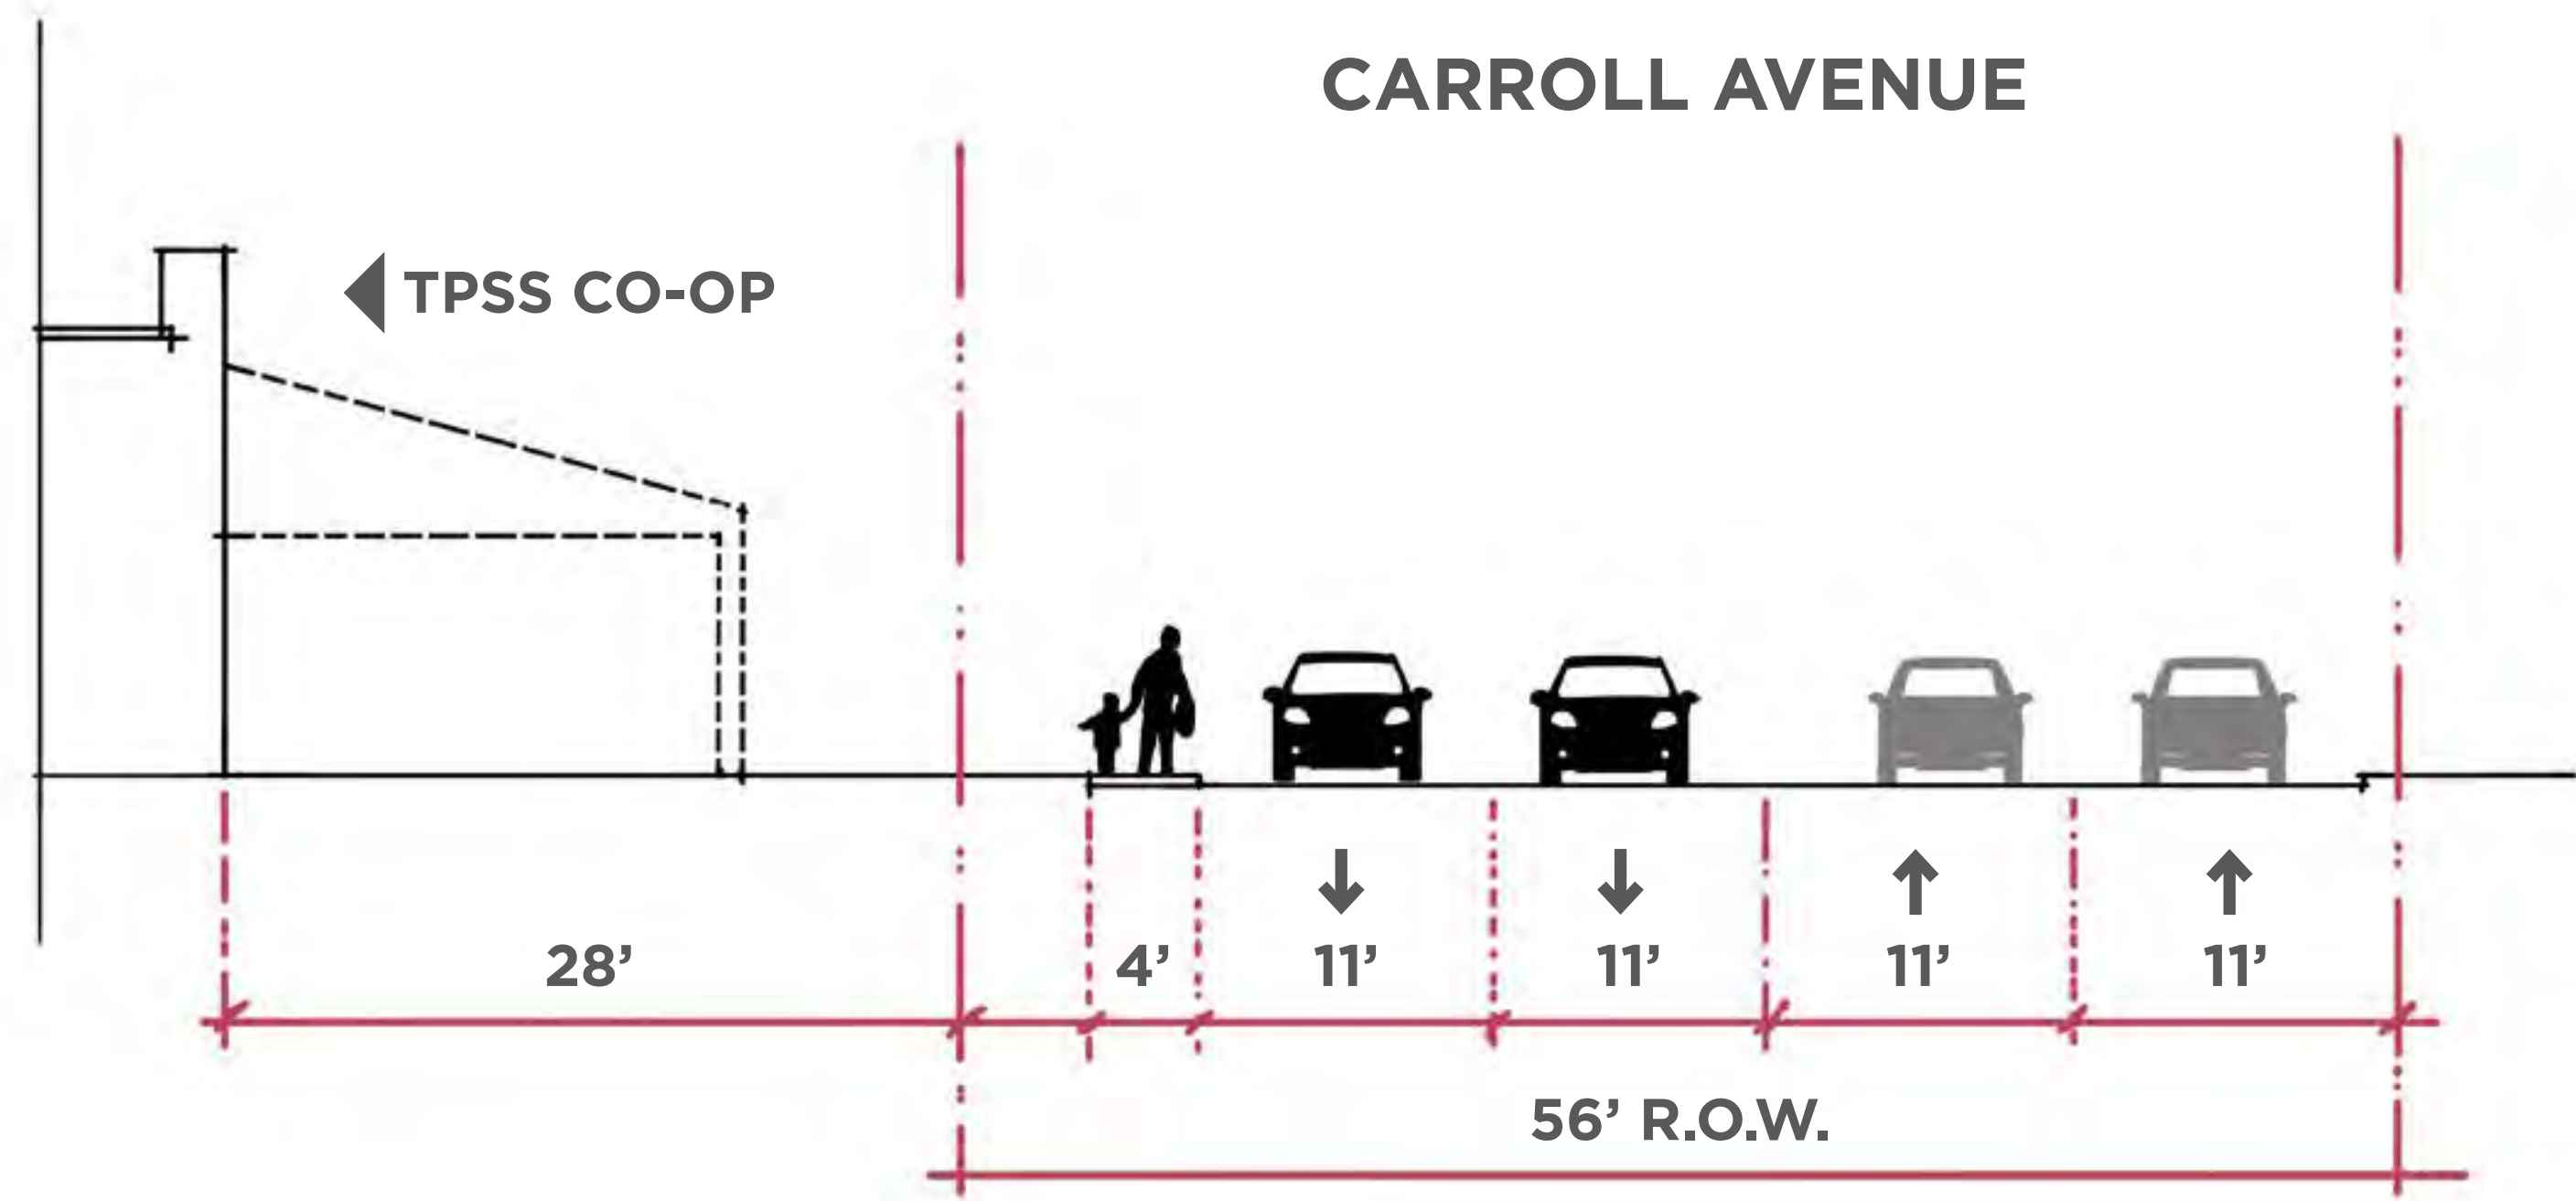 CARROLL AVENUE
TPSS CO-OP
28’ 4’ 11’ 11’ 11’ 11’
56’ R.O.W.